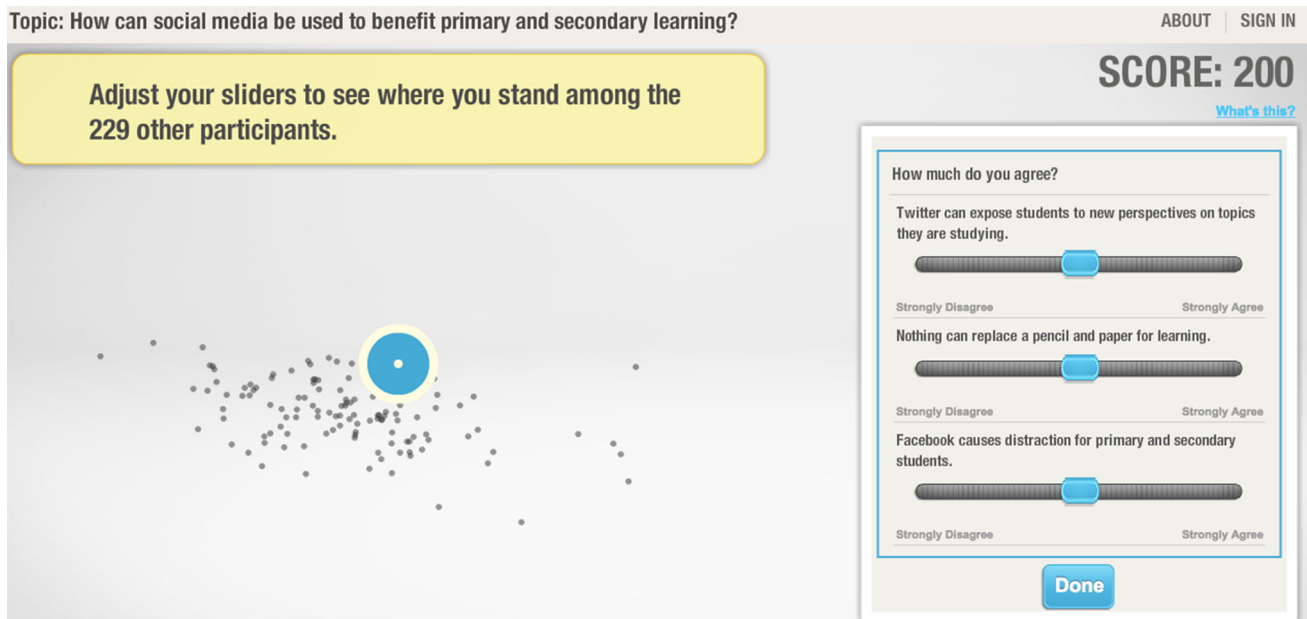 Topic: How can social media be used to benefit primary and secondary learning?
ABOUT
SIGN IN
Adjust your sliders to see where you stand among the
229 other participants.
SCORE: 200
What's this?
How much do you agree?
Twitter can expose students to new perspectives on topics
they are studying.
Strongly Disagree
Strongly Agree
Nothing can replace a pencil and paper for learning.
Strongly Disagree
Strongly Agree
Facebook causes distraction for primary and secondary
students.
Strongly Disagree
Strongly Agree
Done